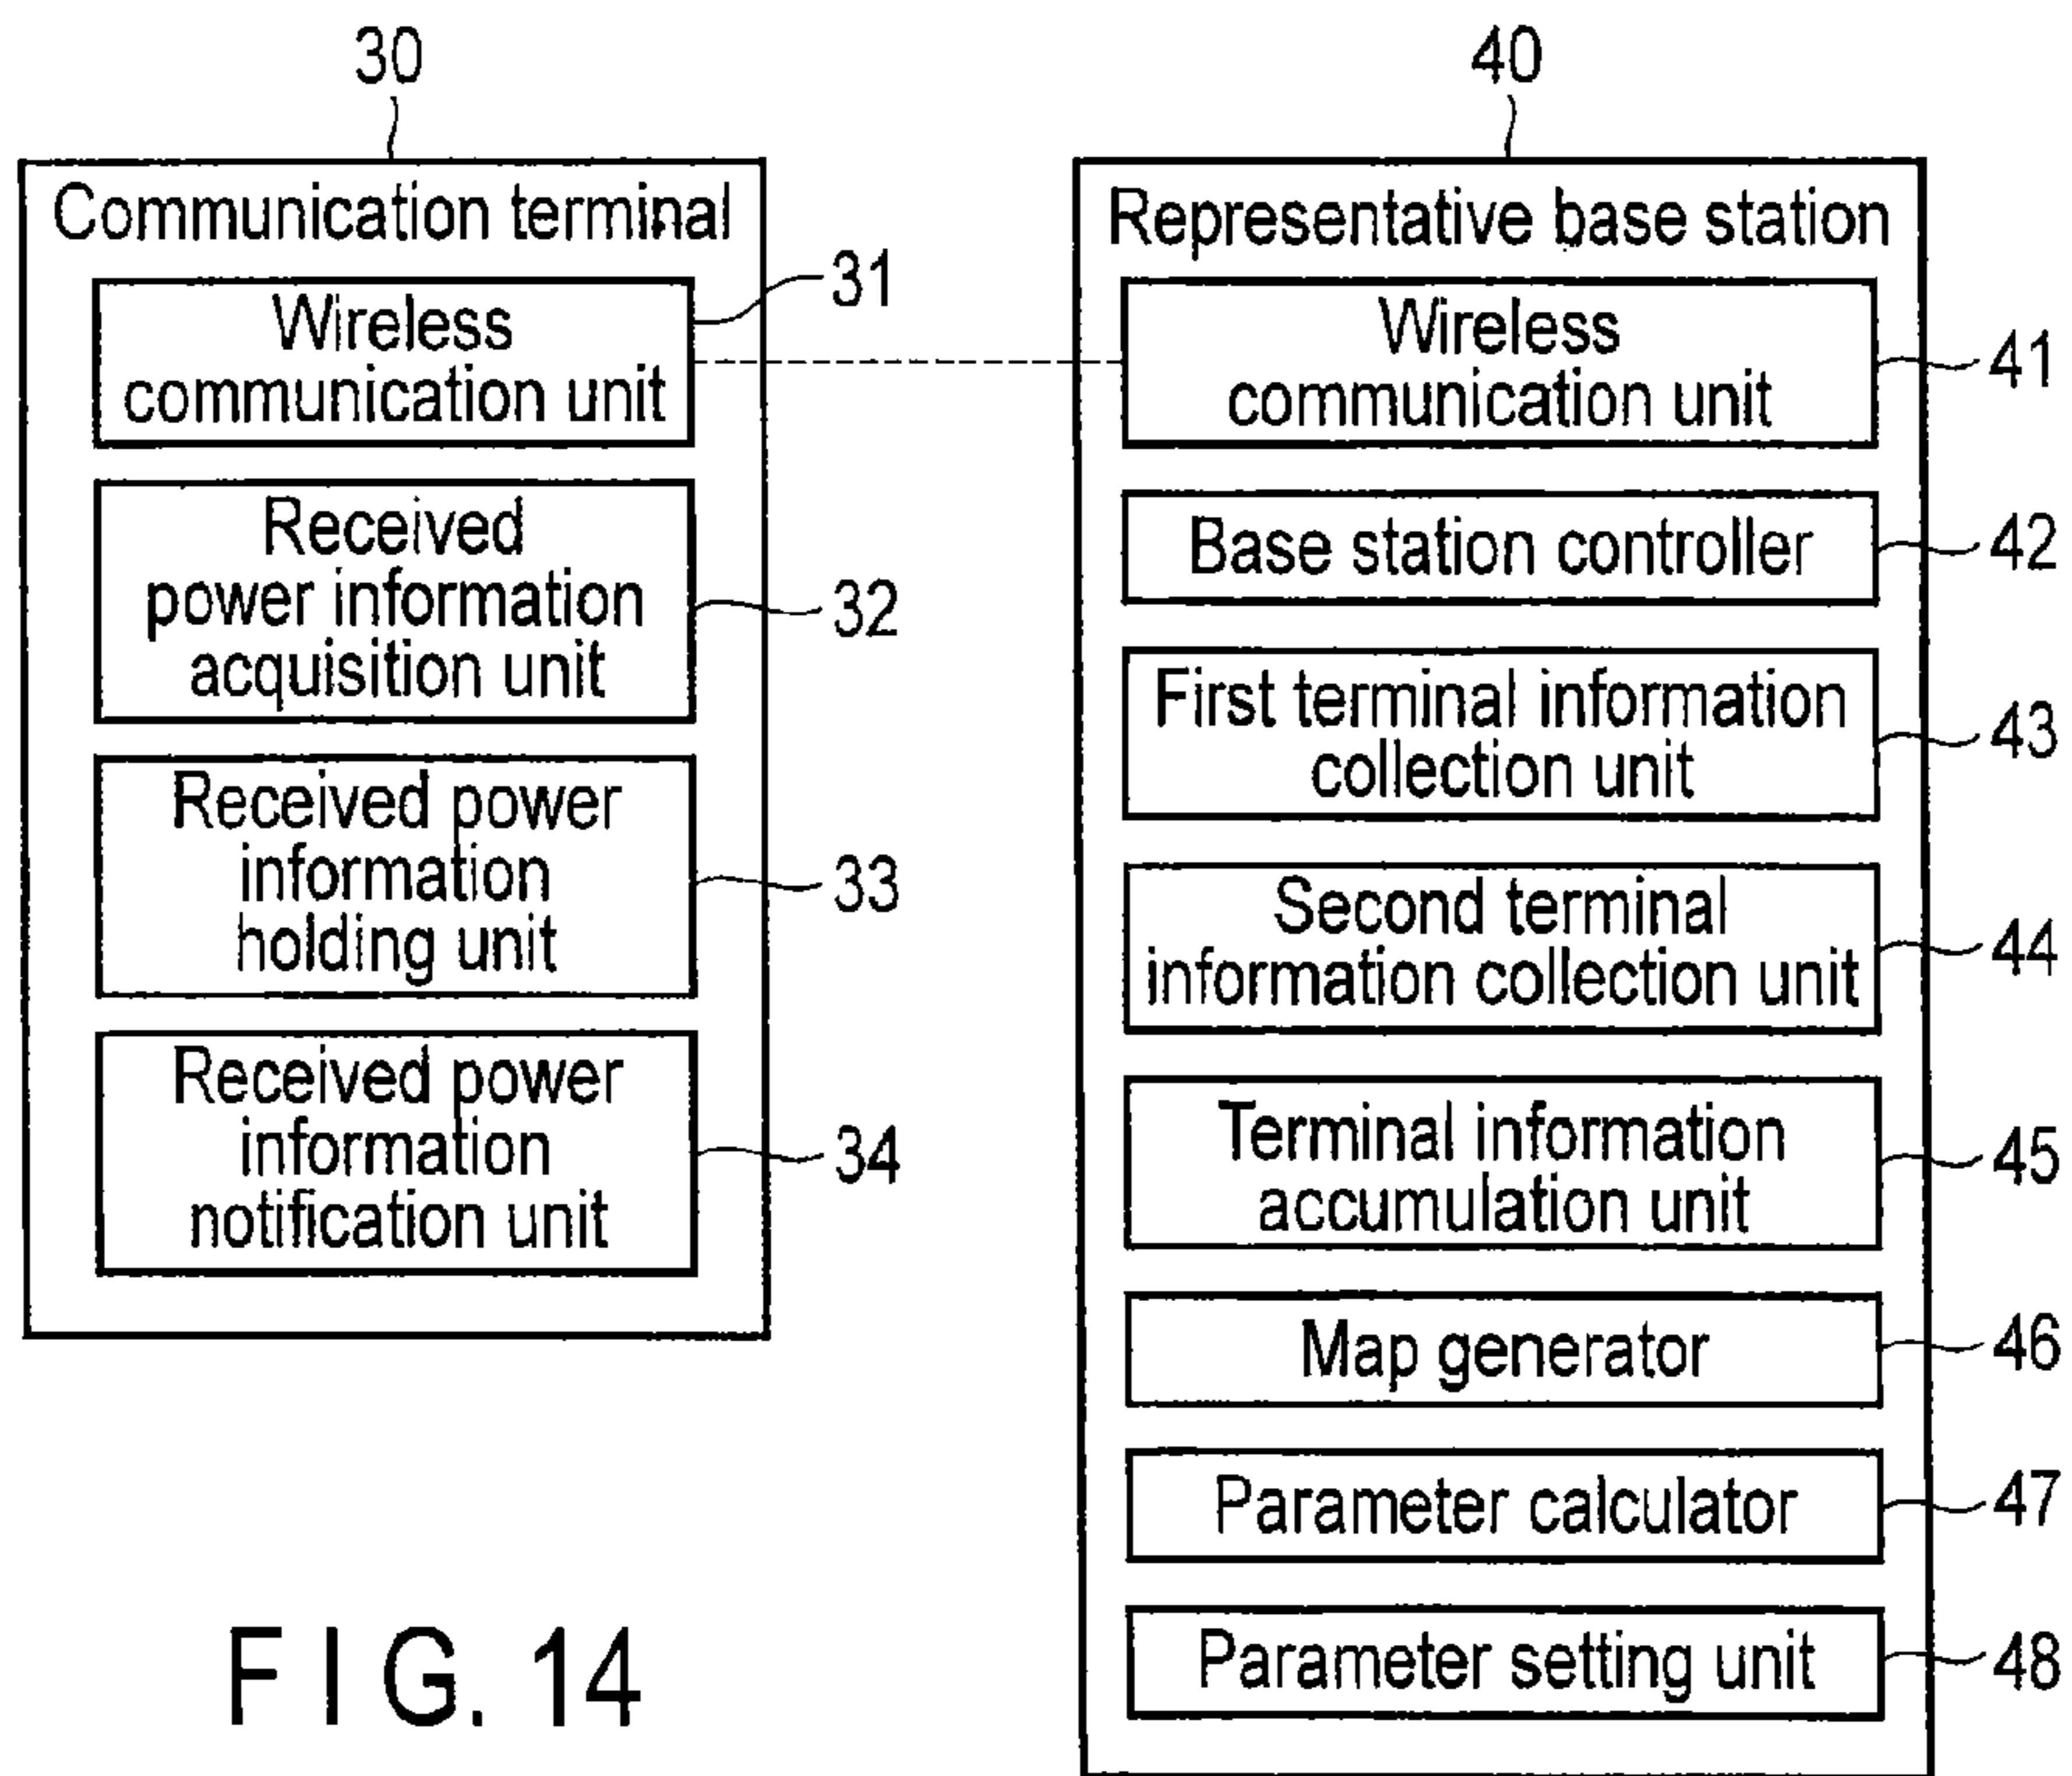 30
Communication terminal
Wireless
communication unit
31
Received
power information
acquisition unit
32
Received power
information
holding unit
33
Received power
information
notification unit
34
40
Representative base station
Wireless
communication unit
41
Base station controller
42
First terminal information
collection unit
43
Second terminal
information collection unit
44
Terminal information
accumulation unit
45
Map generator
46
Parameter calculator
47
Parameter setting unit
48
FIG. 14